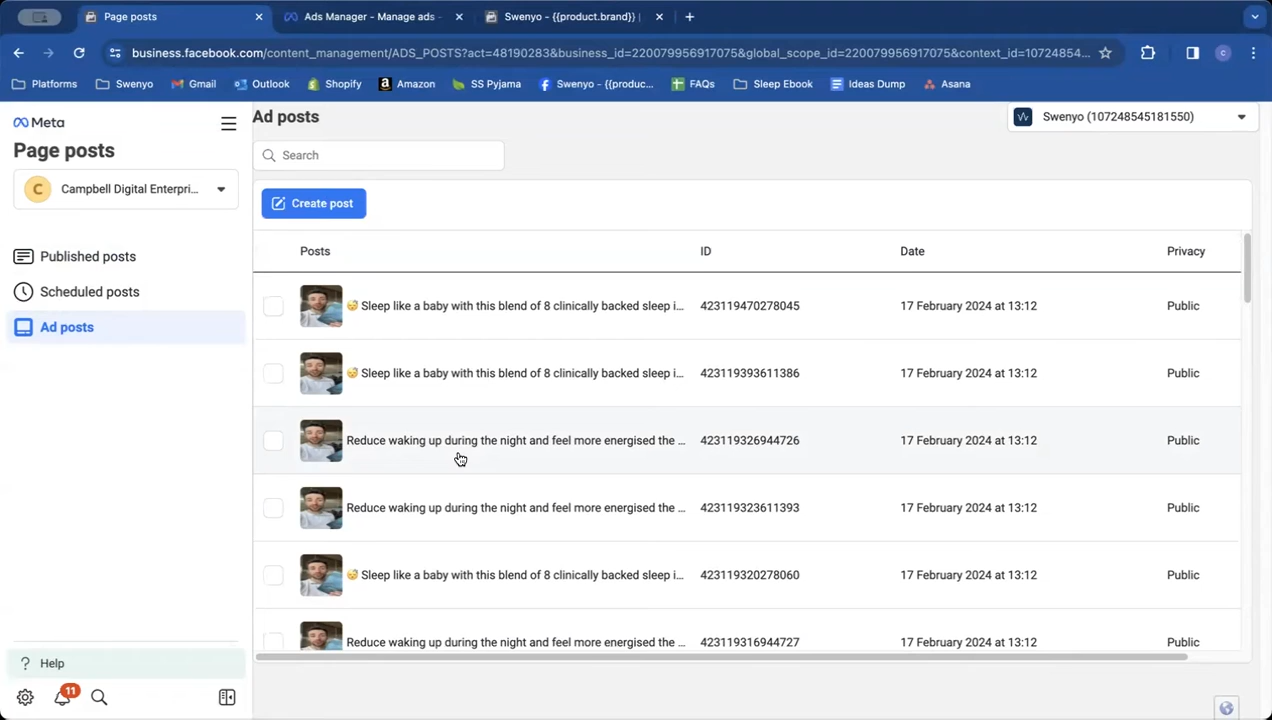 Page posts
Ads Manager - Manage ads -
Swenyo - {{product.brand}} |
business.facebook.com/content_management/ADS_POSTS?act=48190283&business_id=220079956917075&global_scope_id=220079956917075&context_id=10724854...
C
Platforms
Swenyo
Gmail
Outlook
Shopify
Amazon
SS Pyjama
Swenyo - {{produc...
FAQs
Sleep Ebook
Ideas Dump
Asana
Meta
Page posts
C
Campbell Digital Enterpri...
Published posts
Scheduled posts
Ad posts
? Help
11
Ad posts
Swenyo (107248545181550)
Search
Create post
Posts ID Date Privacy
😴 Sleep like a baby with this blend of 8 clinically backed sleep i... 423119470278045 17 February 2024 at 13:12 Public
😴 Sleep like a baby with this blend of 8 clinically backed sleep i... 423119393611386 17 February 2024 at 13:12 Public
Reduce waking up during the night and feel more energised the ... 423119326944726 17 February 2024 at 13:12 Public
Reduce waking up during the night and feel more energised the ... 423119323611393 17 February 2024 at 13:12 Public
😴 Sleep like a baby with this blend of 8 clinically backed sleep i... 423119320278060 17 February 2024 at 13:12 Public
Reduce waking up during the night and feel more energised the ... 423119316944727 17 February 2024 at 13:12 Public